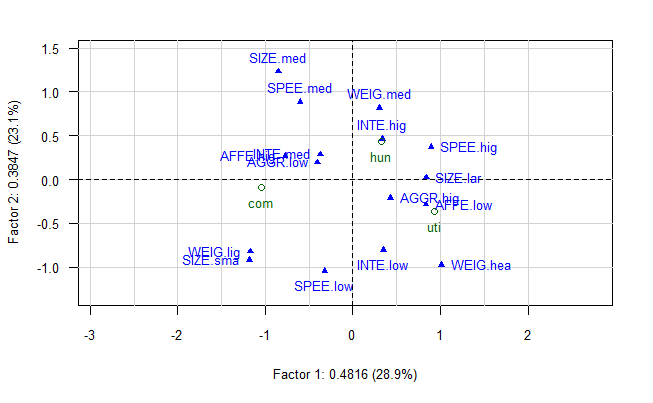 1.5
SIZE.med
SPEE.med
1.0
WEIG.med
INTE.hig
0.5
SPEE.hig
INTE.med
AFFE.hig
hun
AGGR.low
0.0
SIZE.lar
AGGR.hig
com
AFFE.low
-0.5
uti
WEIG.lig
SIZE.sma
INTE.low
WEIG.hea
-1.0
SPEE.low
Factor 2: 0.3847 (23.1%)
-3 -2 -1 0 1 2
Factor 1: 0.4816 (28.9%)